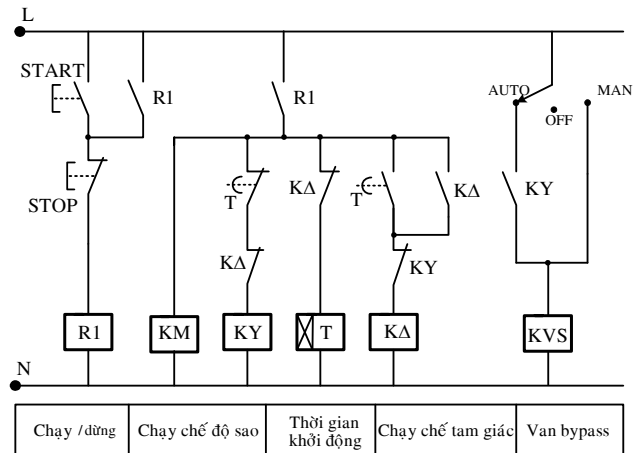 L
START
R1
R1
AUTO
MAN
OFF
STOP
T
KΔ
T
KΔ
KY
KΔ
KY
R1
KM
KY
T
KΔ
KVS
N
Chạy /dừng
Chạy chế độ sao
Thời gian
khởi động
Chạy chế tam giác
Van bypass